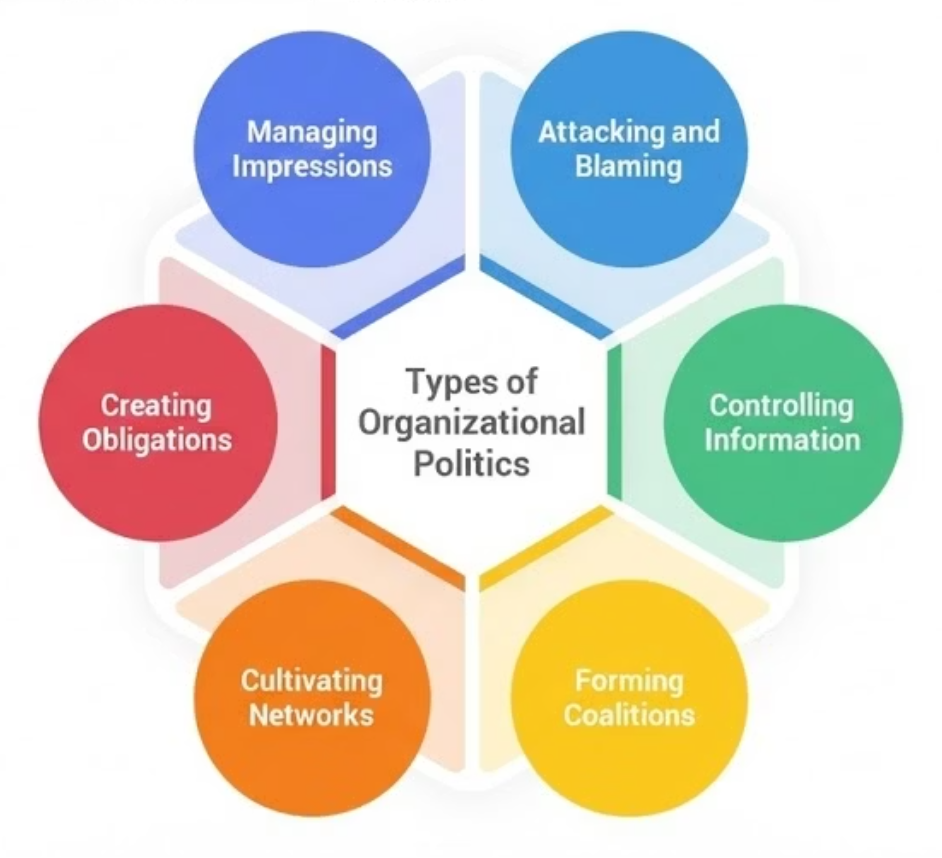 Types of
Organizational
Politics
Managing
Impressions
Attacking and
Blaming
Controlling
Information
Forming
Coalitions
Cultivating
Networks
Creating
Obligations